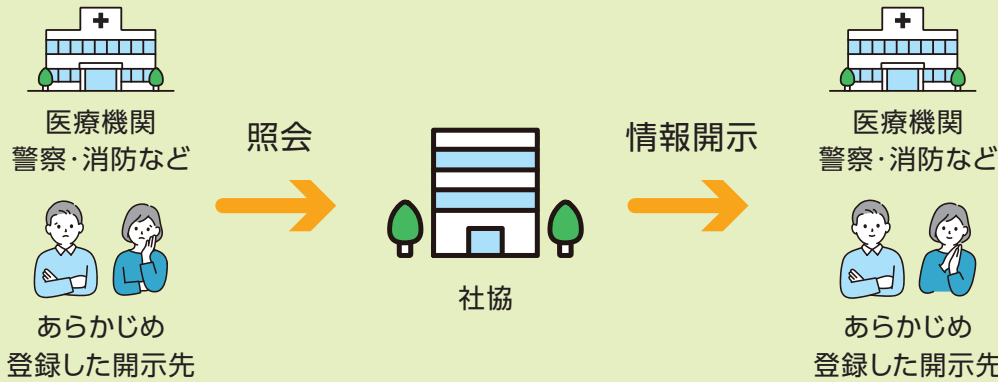 医療機関
警察・消防など
あらかじめ
登録した開示先
照会
社協
情報開示
医療機関
警察・消防など
あらかじめ
登録した開示先